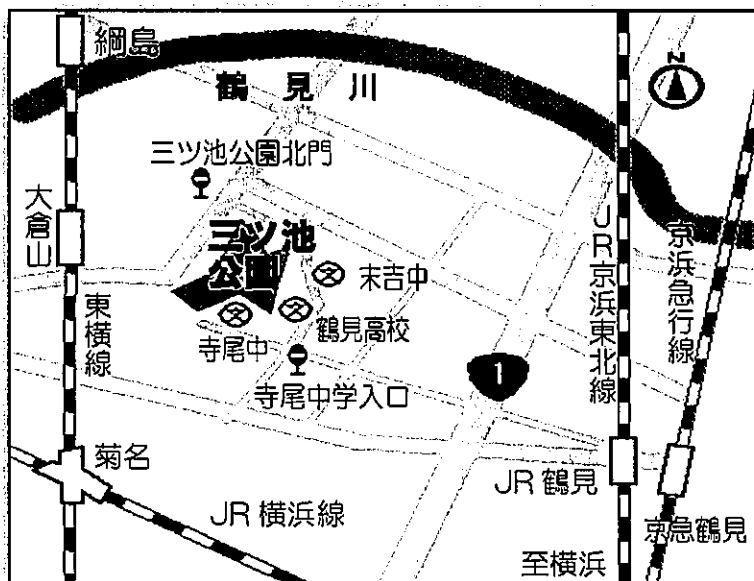 綱島
鶴見川
N
三ツ池公園北門
大倉山
三ツ池
公園
末吉中
東横線
寺尾中
鶴見高校
寺尾中学入口
1
JR京浜東北線
京浜急行線
菊名
JR横浜線
JR鶴見
京急鶴見
至横浜